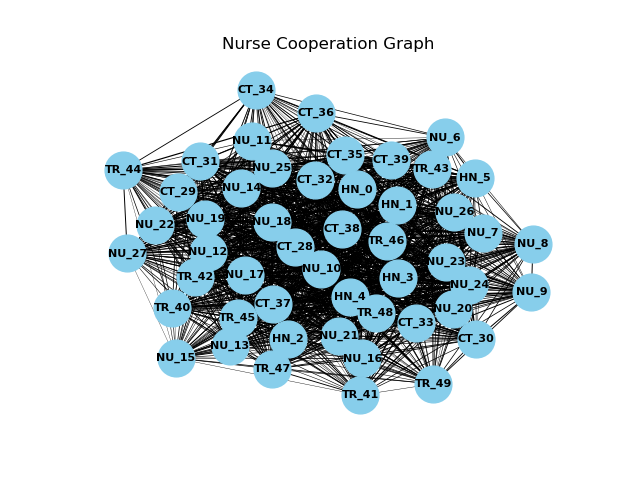 Nurse Cooperation Graph
CT_34
CT_36
NU_6
NU_11
CT_35
CT_39
CT_31
TR_44
NU_25
TR_43
HN_5
CT_32
NU_14
HN_0
CT_29
HN_1
NU_26
NU_19
NU_18
NU_22
CT_38
NU_7
TR_46
NU_8
CT_28
NU_12
NU_27
NU_23
NU_10
NU_17
TR_42
HN_3
NU_24
NU_9
HN_4
CT_37
TR_40
NU_20
TR_48
TR_45
CT_33
NU_21
HN_2
CT_30
NU_13
NU_15
NU_16
TR_47
TR_49
TR_41